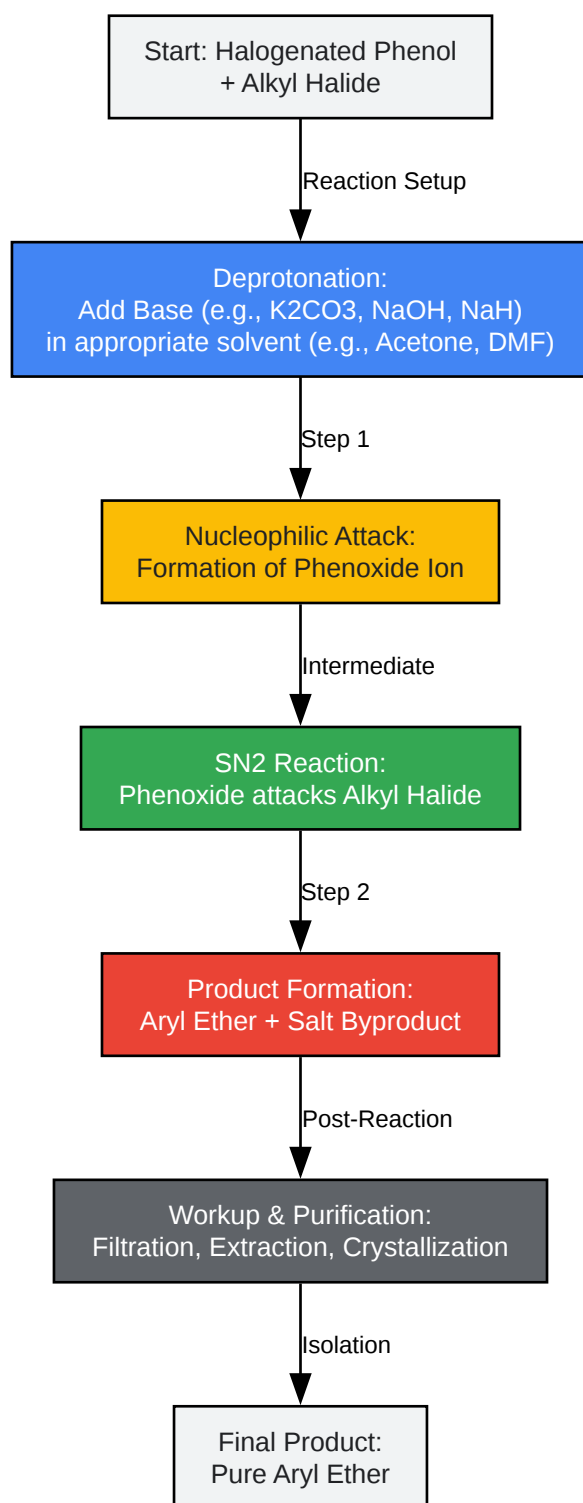 Start: Halogenated Phenol
+ Alkyl Halide
Reaction Setup
Deprotonation:
Add Base (e.g., K2CO3, NaOH, NaH)
in appropriate solvent (e.g., Acetone, DMF)
Step 1
Nucleophilic Attack:
Formation of Phenoxide Ion
Intermediate
SN2 Reaction:
Phenoxide attacks Alkyl Halide
Step 2
Product Formation:
Aryl Ether + Salt Byproduct
Post-Reaction
Workup & Purification:
Filtration, Extraction, Crystallization
Isolation
Final Product:
Pure Aryl Ether